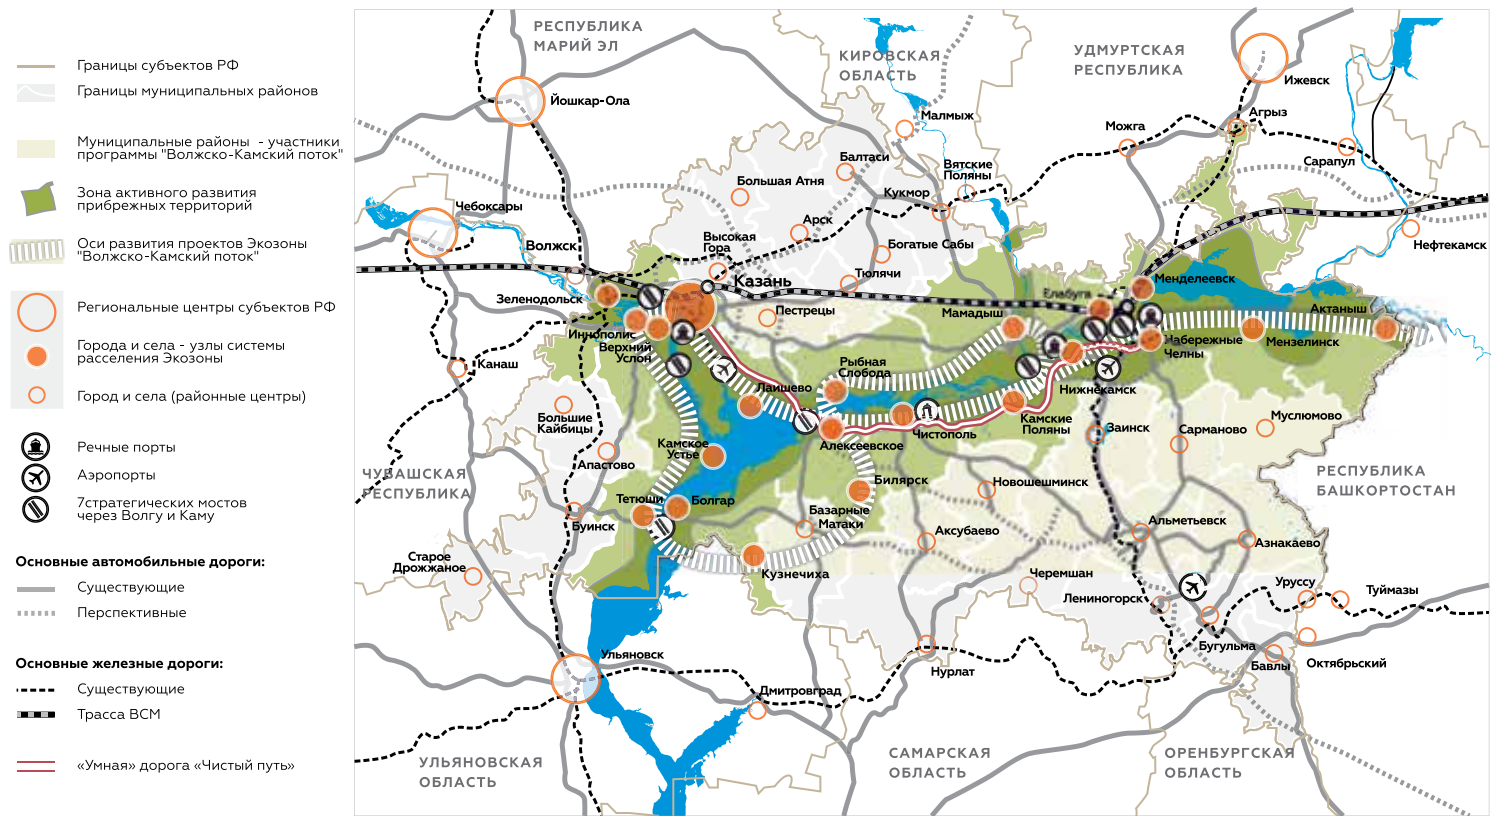 Границы субъектов РФ
Границы муниципальных районов
Муниципальные районы - участники
программы "Волжско-Камский поток"
Зона активного развития
прибрежных территорий
Оси развития проектов Экозоны
"Волжско-Камский поток"
Региональные центры субъектов РФ
Города и села - узлы системы
расселения Экозоны
Город и села (районные центры)
Речные порты
Аэропорты
7стратегических мостов
через Волгу и Каму
Основные автомобильные дороги:
Существующие
Перспективные
Основные железные дороги:
Существующие
Трасса ВСМ
«Умная» дорога «Чистый путь»
РЕСПУБЛИКА
МАРИЙ ЭЛ
КИРОВСКАЯ
ОБЛАСТЬ
УДМУРТСКАЯ
РЕСПУБЛИКА
Ижевск
Йошкар-Ола
Малмыж
Можга
Агрыз
Сарапул
Балтаси
Вятские
Поляны
Большая Атня
Кукмор
Чебоксары
Арск
Волжск
Высокая
Гора
Богатые Сабы
Нефтекамск
Тюлячи
Казань
Менделеевск
Зеленодольск
Елабуга
Пестрецы
Мамадыш
Актаныш
Иннополис
Верхний
Услон
Набережные
Челны
Мензелинск
Канаш
Рыбная
Слобода
Лаишево
Нижнекамск
Большие
Кайбицы
Камские
Поляны
Муслюмово
Заинск
Сарманово
Чистополь
Алексеевское
Камское
Устье
Апастово
ЧУВАШСКАЯ
РЕСПУБЛИКА
РЕСПУБЛИКА
БАШКОРТОСТАН
Билярск
Новошешминск
Тетюши
Болгар
Базарные
Матаки
Буинск
Альметьевск
Аксубаево
Азнакаево
Старое
Дрожжаное
Кузнечиха
Черемшан
Лениногорск
Уруссу
Туймазы
Ульяновск
Бугульма
Бавлы
Октябрьский
Нурлат
Дмитровград
УЛЬЯНОВСКАЯ
ОБЛАСТЬ
САМАРСКАЯ
ОБЛАСТЬ
ОРЕНБУРГСКАЯ
ОБЛАСТЬ